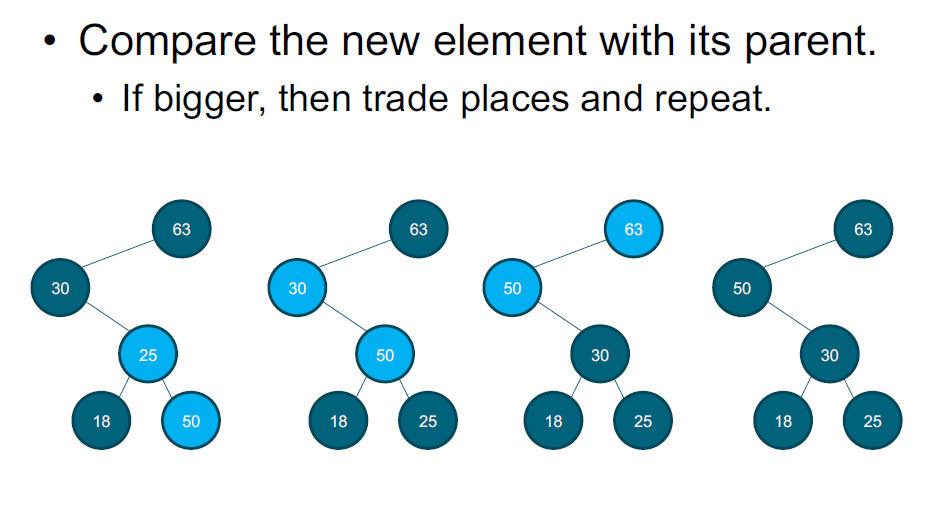 • Compare the new element with its parent.
• If bigger, then trade places and repeat.
63 63 63 63
30 30 50 50
25 50 30 30
18 50 18 25 18 25 18 25